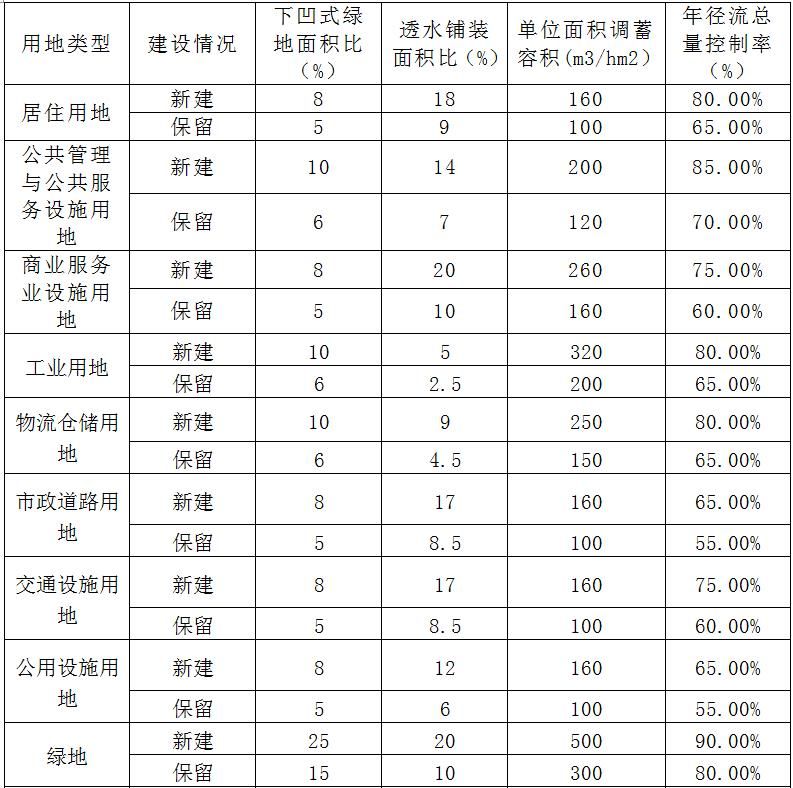 用地类型 建设情况 下凹式绿地面积比（%） 透水铺装面积比（%） 单位面积调蓄容积(m3/hm2） 年径流总量控制率（%）
居住用地 新建 8 18 160 80.00%
保留 5 9 100 65.00%
公共管理与公共服务设施用地 新建 10 14 200 85.00%
保留 6 7 120 70.00%
商业服务业设施用地 新建 8 20 260 75.00%
保留 5 10 160 60.00%
工业用地 新建 10 5 320 80.00%
保留 6 2.5 200 65.00%
物流仓储用地 新建 10 9 250 80.00%
保留 6 4.5 150 65.00%
市政道路用地 新建 8 17 160 65.00%
保留 5 8.5 100 55.00%
交通设施用地 新建 8 17 160 75.00%
保留 5 8.5 100 60.00%
公用设施用地 新建 8 12 160 65.00%
保留 5 6 100 55.00%
绿地 新建 25 20 500 90.00%
保留 15 10 300 80.00%